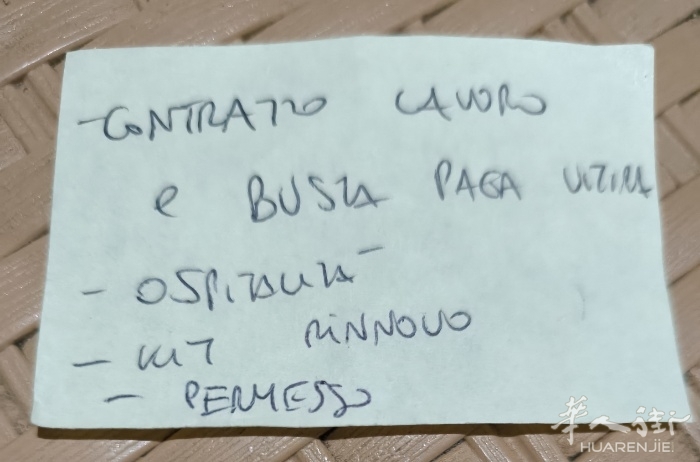 - CONTRATTO LAVORO
e BUSTA PAGA ULTIMA
- OSPITALITA'
- KIT RINNOVO
- PERMESSO
华人街
HUARENJIE